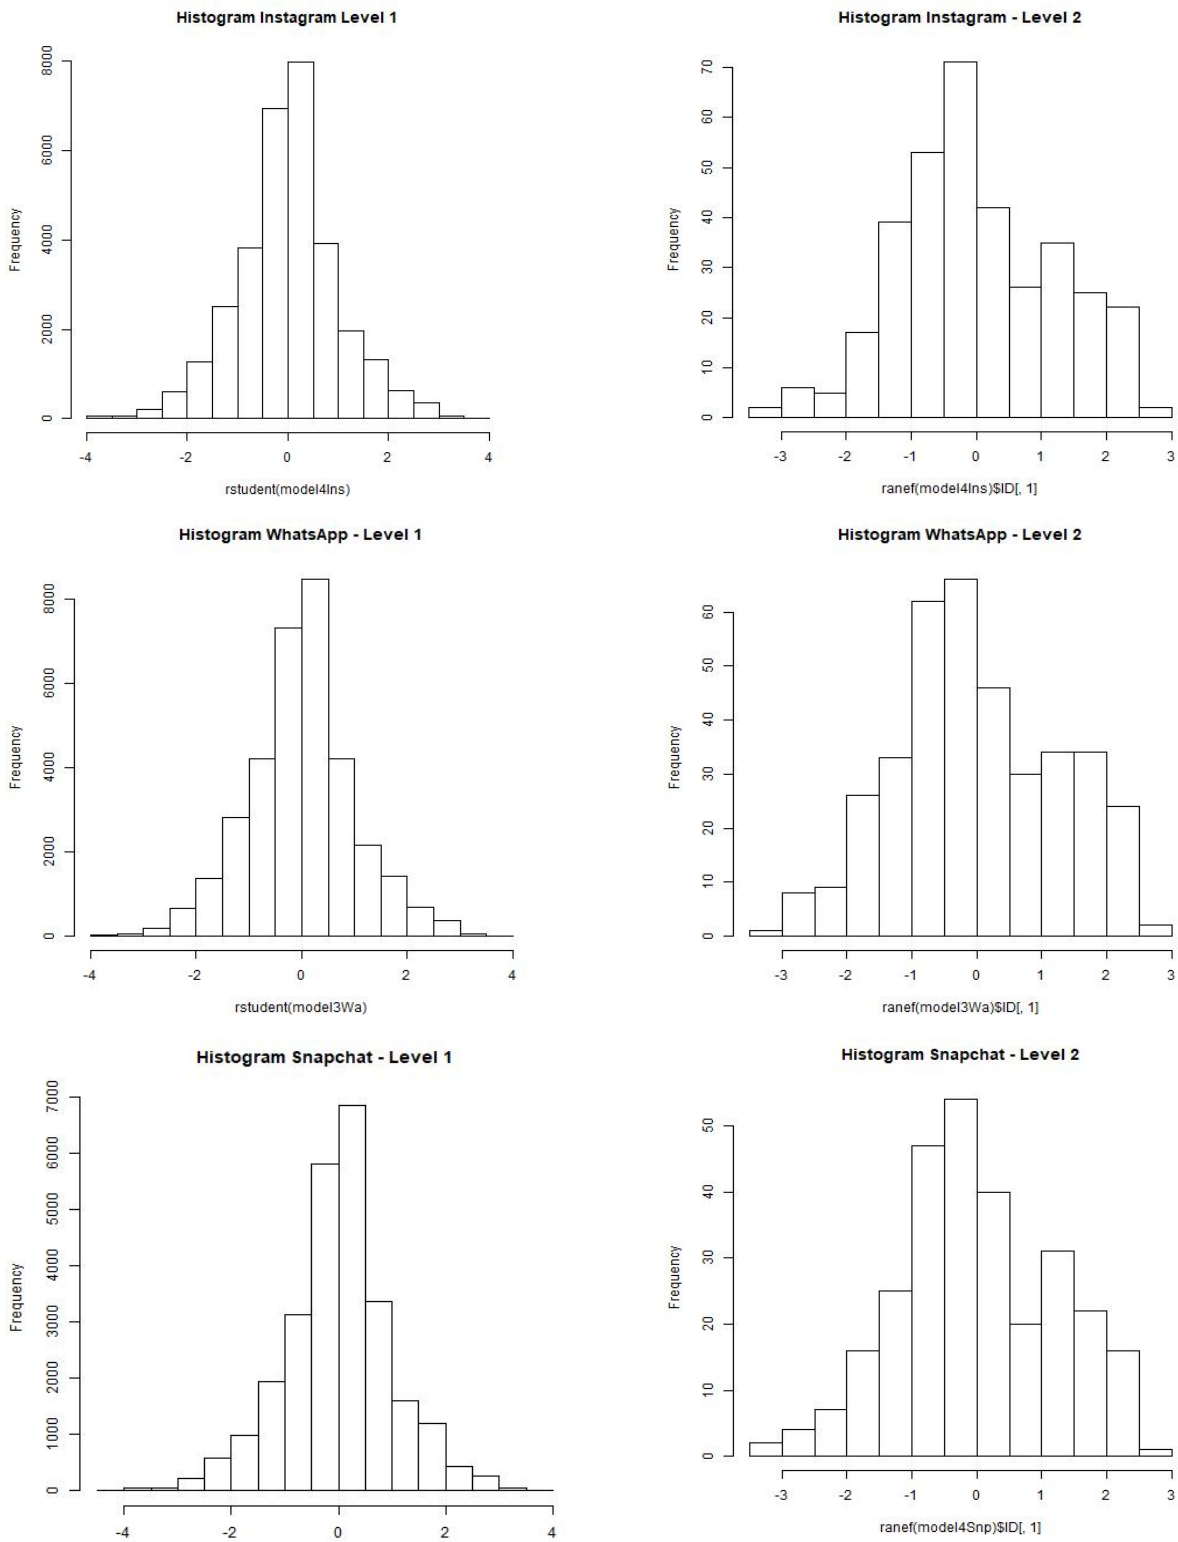 Histogram Instagram Level 1
Frequency
8000
6000
4000
2000
0
-4 -2 0 2 4
rstudent(model4Ins)
Histogram Instagram - Level 2
Frequency
70
60
50
40
30
20
10
0
-3 -2 -1 0 1 2 3
ranef(model4Ins)$ID[, 1]
Histogram WhatsApp - Level 1
Frequency
8000
6000
4000
2000
0
-4 -2 0 2 4
rstudent(model3Wa)
Histogram WhatsApp - Level 2
Frequency
60
50
40
30
20
10
0
-3 -2 -1 0 1 2 3
ranef(model3Wa)$ID[, 1]
Histogram Snapchat - Level 1
Frequency
7000
6000
5000
4000
3000
2000
1000
0
-4 -2 0 2 4
Histogram Snapchat - Level 2
Frequency
50
40
30
20
10
0
-3 -2 -1 0 1 2 3
ranef(model4Snp)$ID[, 1]